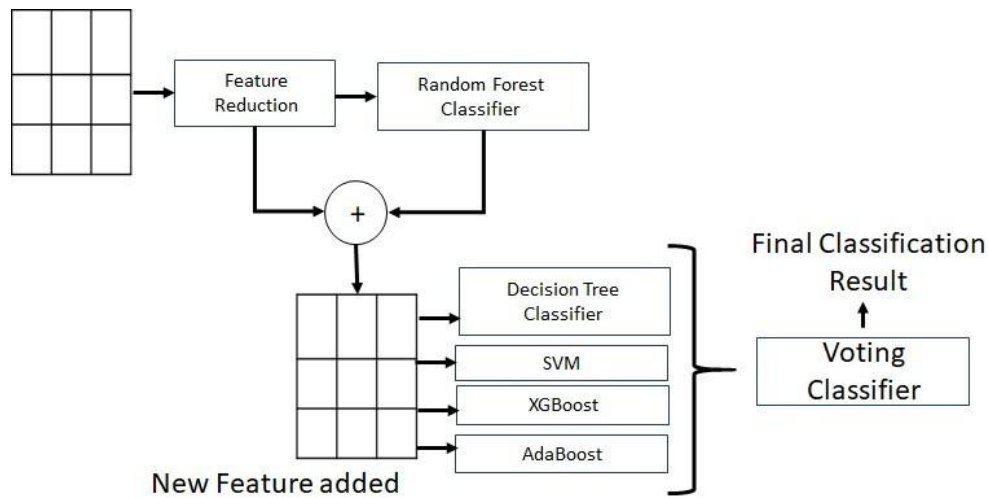 Feature
Reduction
Random Forest
Classifier
+
Decision Tree
Classifier
SVM
XGBoost
AdaBoost
New Feature added
Final Classification
Result
Voting
Classifier